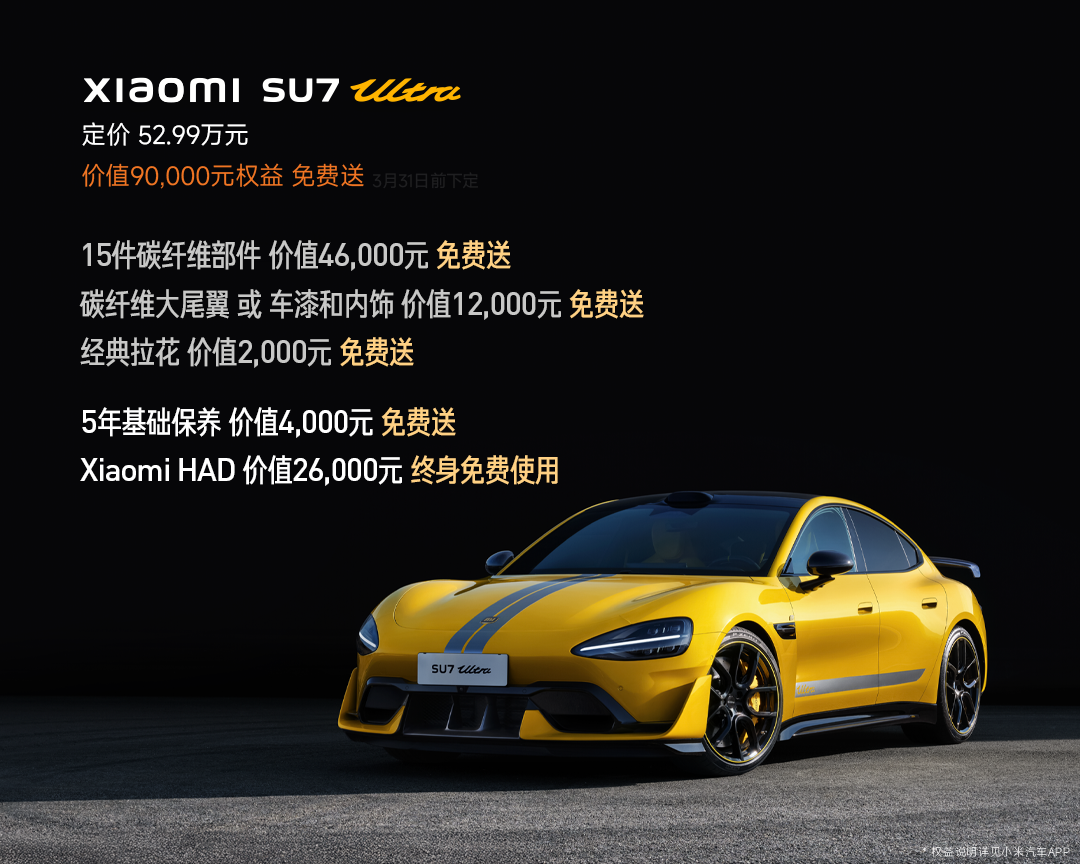 XIAOMI SU7 Ultra
定价 52.99万元
价值90,000元权益 免费送 3月31日前下定
15件碳纤维部件 价值46,000元 免费送
碳纤维大尾翼 或 车漆和内饰 价值12,000元 免费送
经典拉花 价值2,000元 免费送
5年基础保养 价值4,000元 免费送
Xiaomi HAD 价值26,000元 终身免费使用
SU7 Ultra
* 权益说明详见小米汽车APP